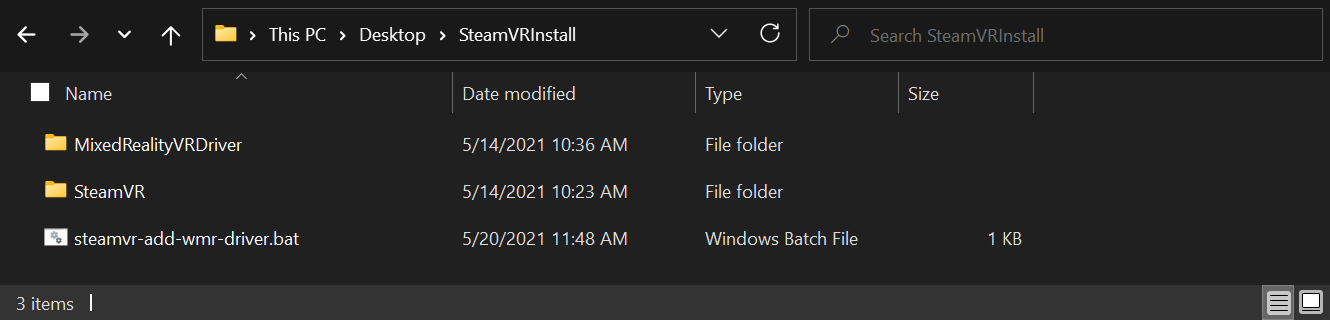 This PC Desktop SteamVRInstall Search SteamVRInstall
Name Date modified Type Size
MixedRealityVRDriver 5/14/2021 10:36 AM File folder
SteamVR 5/14/2021 10:23 AM File folder
steamvr-add-wmr-driver.bat 5/20/2021 11:48 AM Windows Batch File 1 KB
3 items